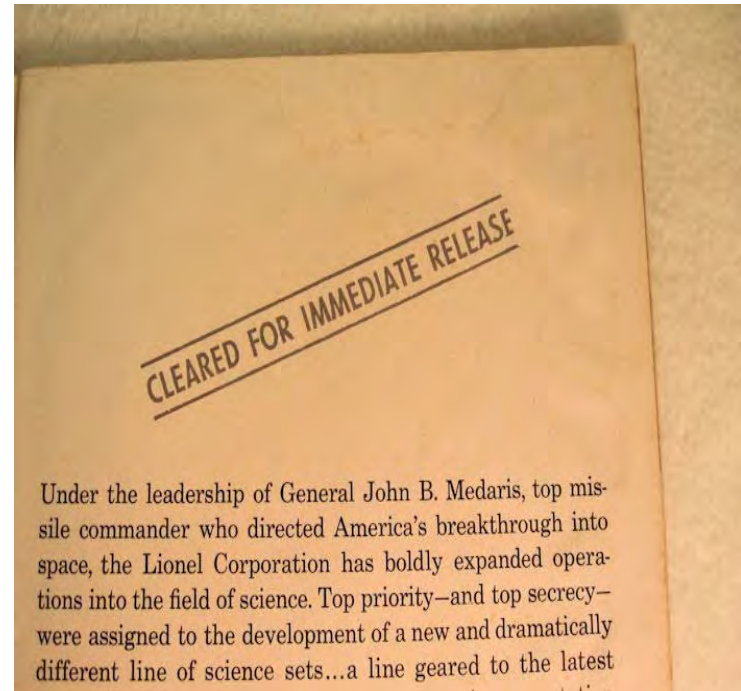 CLEARED FOR IMMEDIATE RELEASE
Under the leadership of General John B. Medaris, top mis-
sile commander who directed America's breakthrough into
space, the Lionel Corporation has boldly expanded opera-
tions into the field of science. Top priority—and top secrecy—
were assigned to the development of a new and dramatically
different line of science sets...a line geared to the latest